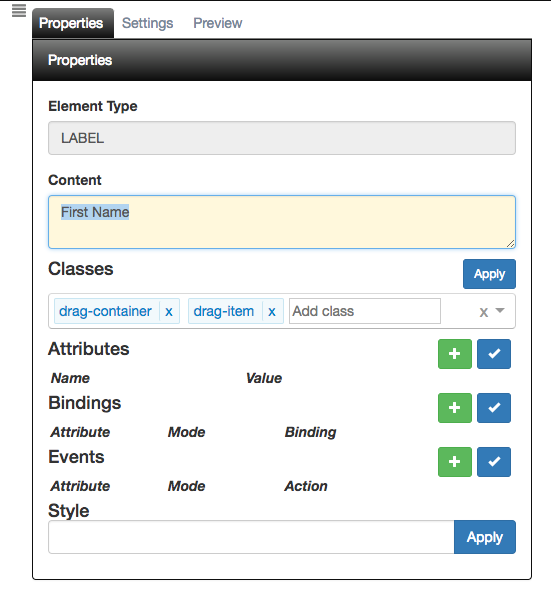 Properties Settings Preview
Properties
Element Type
LABEL
Content
First Name
Classes Apply
drag-container x drag-item x Add class x
Attributes
Name Value
Bindings
Attribute Mode Binding
Events
Attribute Mode Action
Style
Apply